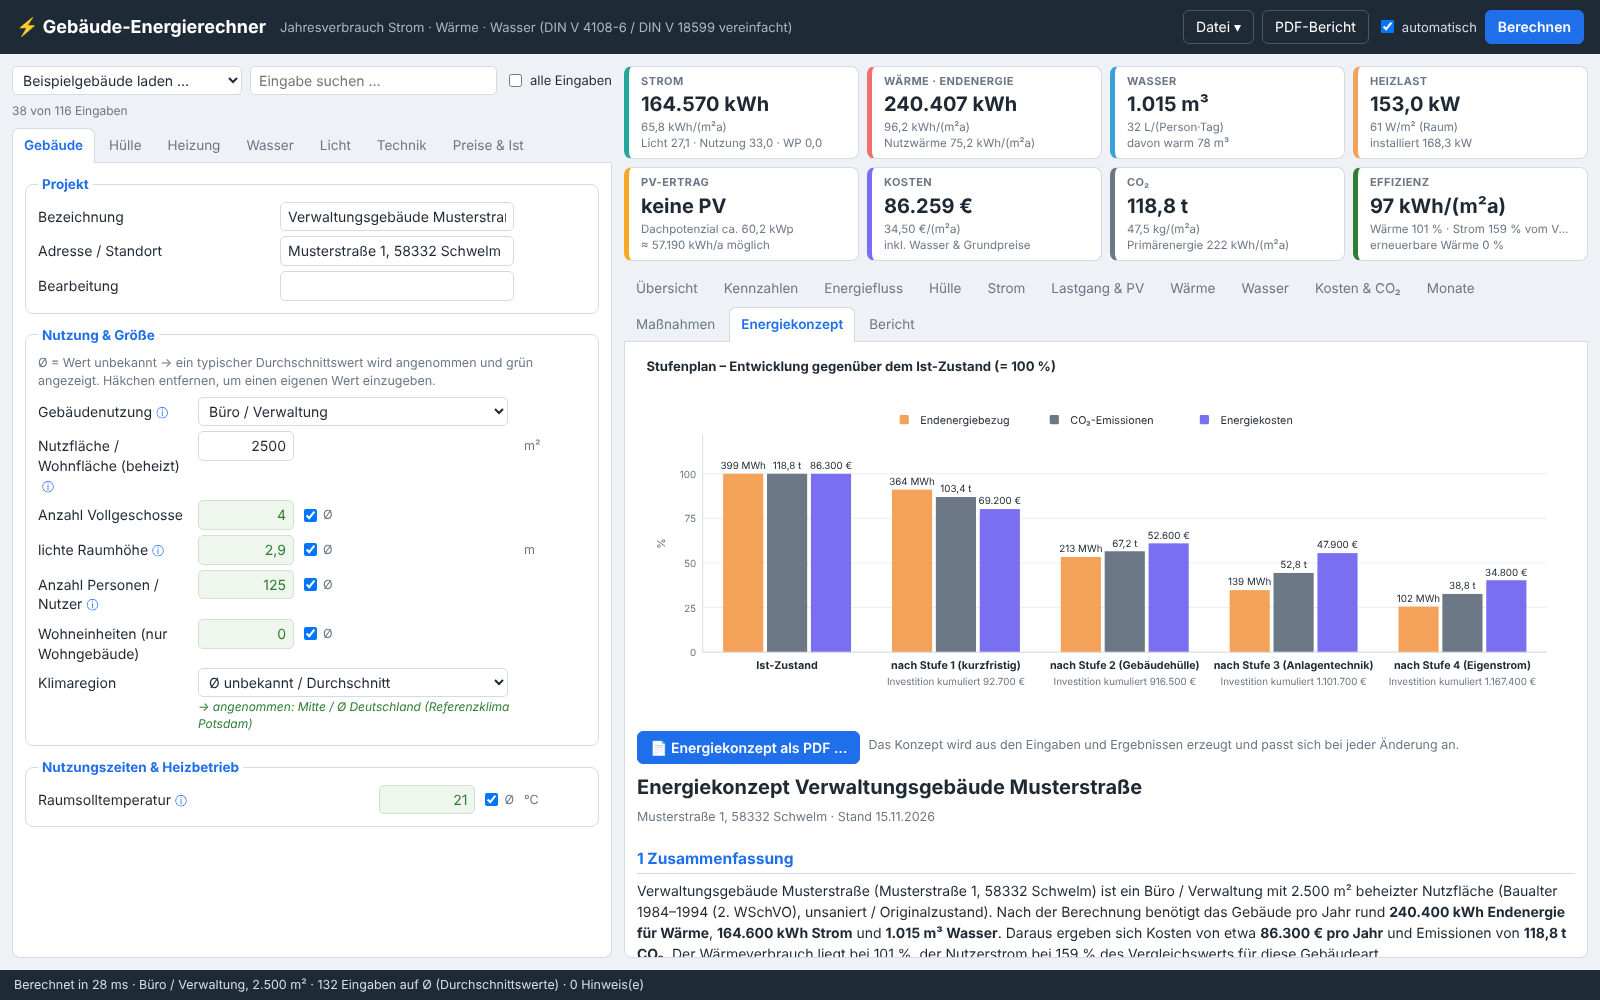 ⚡ Gebäude-Energierechner
Jahresverbrauch Strom · Wärme · Wasser (DIN V 4108-6 / DIN V 18599 vereinfacht)
Datei ▾
PDF-Bericht
automatisch
Berechnen
Beispielgebäude laden ...
Eingabe suchen ...
alle Eingaben
38 von 116 Eingaben
Gebäude Hülle Heizung Wasser Licht Technik Preise & Ist
Projekt
Bezeichnung
Verwaltungsgebäude Musterstra
Adresse / Standort
Musterstraße 1, 58332 Schwelm
Bearbeitung
Nutzung & Größe
Ø = Wert unbekannt → ein typischer Durchschnittswert wird angenommen und grün
angezeigt. Häkchen entfernen, um einen eigenen Wert einzugeben.
Gebäudenutzung ⓘ
Büro / Verwaltung
Nutzfläche /
Wohnfläche (beheizt)
ⓘ
2500
m²
Anzahl Vollgeschosse
4
Ø
lichte Raumhöhe ⓘ
2,9
Ø
m
Anzahl Personen /
Nutzer ⓘ
125
Ø
Wohneinheiten (nur
Wohngebäude)
0
Ø
Klimaregion
Ø unbekannt / Durchschnitt
→ angenommen: Mitte / Ø Deutschland (Referenzklima
Potsdam)
Nutzungszeiten & Heizbetrieb
Raumsolltemperatur ⓘ
21
Ø °C
STROM
164.570 kWh
65,8 kWh/(m²a)
Licht 27,1 · Nutzung 33,0 · WP 0,0
WÄRME · ENDENERGIE
240.407 kWh
96,2 kWh/(m²a)
Nutzwärme 75,2 kWh/(m²a)
WASSER
1.015 m³
32 L/(Person·Tag)
davon warm 78 m³
HEIZLAST
153,0 kW
61 W/m² (Raum)
installiert 168,3 kW
PV-ERTRAG
keine PV
Dachpotenzial ca. 60,2 kWp
≈ 57.190 kWh/a möglich
KOSTEN
86.259 €
34,50 €/(m²a)
inkl. Wasser & Grundpreise
CO₂
118,8 t
47,5 kg/(m²a)
Primärenergie 222 kWh/(m²a)
EFFIZIENZ
97 kWh/(m²a)
Wärme 101 % · Strom 159 % vom V...
erneuerbare Wärme 0 %
Übersicht Kennzahlen Energiefluss Hülle Strom Lastgang & PV Wärme Wasser Kosten & CO₂ Monate
Maßnahmen Energiekonzept Bericht
Stufenplan – Entwicklung gegenüber dem Ist-Zustand (= 100 %)
Endenergiebezug CO₂-Emissionen Energiekosten
%
100
75
50
25
0
399 MWh 118,8 t 86.300 €
364 MWh 103,4 t 69.200 €
213 MWh 67,2 t 52.600 €
139 MWh 52,8 t 47.900 €
102 MWh 38,8 t 34.800 €
Ist-Zustand
nach Stufe 1 (kurzfristig)
Investition kumuliert 92.700 €
nach Stufe 2 (Gebäudehülle)
Investition kumuliert 916.500 €
nach Stufe 3 (Anlagentechnik)
Investition kumuliert 1.101.700 €
nach Stufe 4 (Eigenstrom)
Investition kumuliert 1.167.400 €
📄 Energiekonzept als PDF ...
Das Konzept wird aus den Eingaben und Ergebnissen erzeugt und passt sich bei jeder Änderung an.
Energiekonzept Verwaltungsgebäude Musterstraße
Musterstraße 1, 58332 Schwelm · Stand 15.11.2026
1 Zusammenfassung
Verwaltungsgebäude Musterstraße (Musterstraße 1, 58332 Schwelm) ist ein Büro / Verwaltung mit 2.500 m² beheizter Nutzfläche (Baualter
1984–1994 (2. WSchVO), unsaniert / Originalzustand). Nach der Berechnung benötigt das Gebäude pro Jahr rund 240.400 kWh Endenergie
für Wärme, 164.600 kWh Strom und 1.015 m³ Wasser. Daraus ergeben sich Kosten von etwa 86.300 € pro Jahr und Emissionen von 118,8 t
CO₂. Der Wärmeverbrauch liegt bei 101 %, der Nutzerstrom bei 159 % des Vergleichswerts für diese Gebäudeart.
Berechnet in 28 ms · Büro / Verwaltung, 2.500 m² · 132 Eingaben auf Ø (Durchschnittswerte) · 0 Hinweis(e)